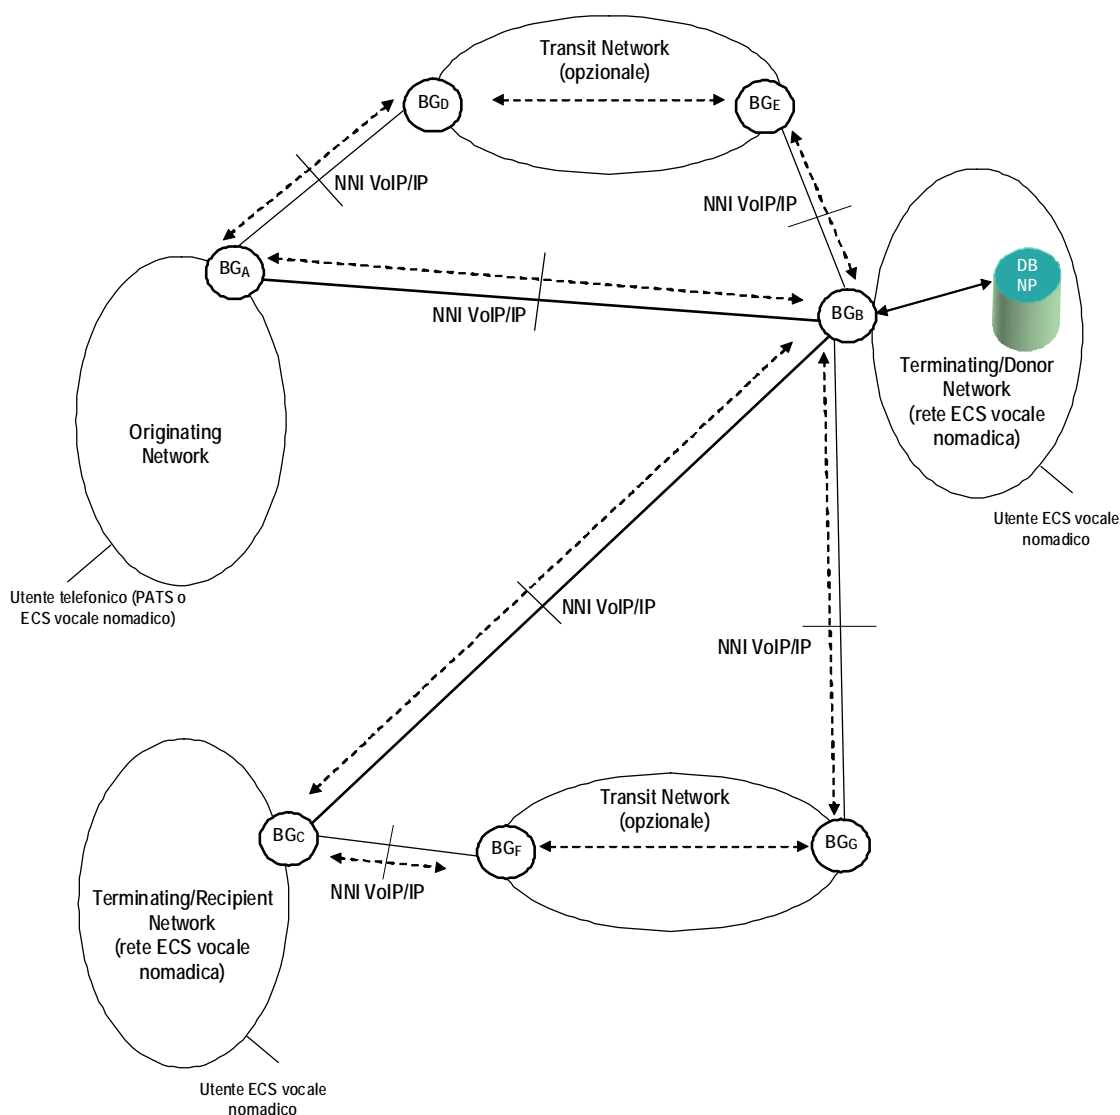 Transit Network
(opzionale)
BGD
BGE
NNI VoIP/IP
NNI VoIP/IP
BGA
DB
NP
NNI VoIP/IP
BGB
Terminating/Donor
Network
(rete ECS vocale
nomadica)
Originating
Network
Utente ECS vocale
nomadico
Utente telefonico (PATS o
ECS vocale nomadico)
NNI VoIP/IP
NNI VoIP/IP
Transit Network
(opzionale)
BGC
BGF
BGG
NNI VoIP/IP
Terminating/Recipient
Network
(rete ECS vocale
nomadica)
Utente ECS vocale
nomadico